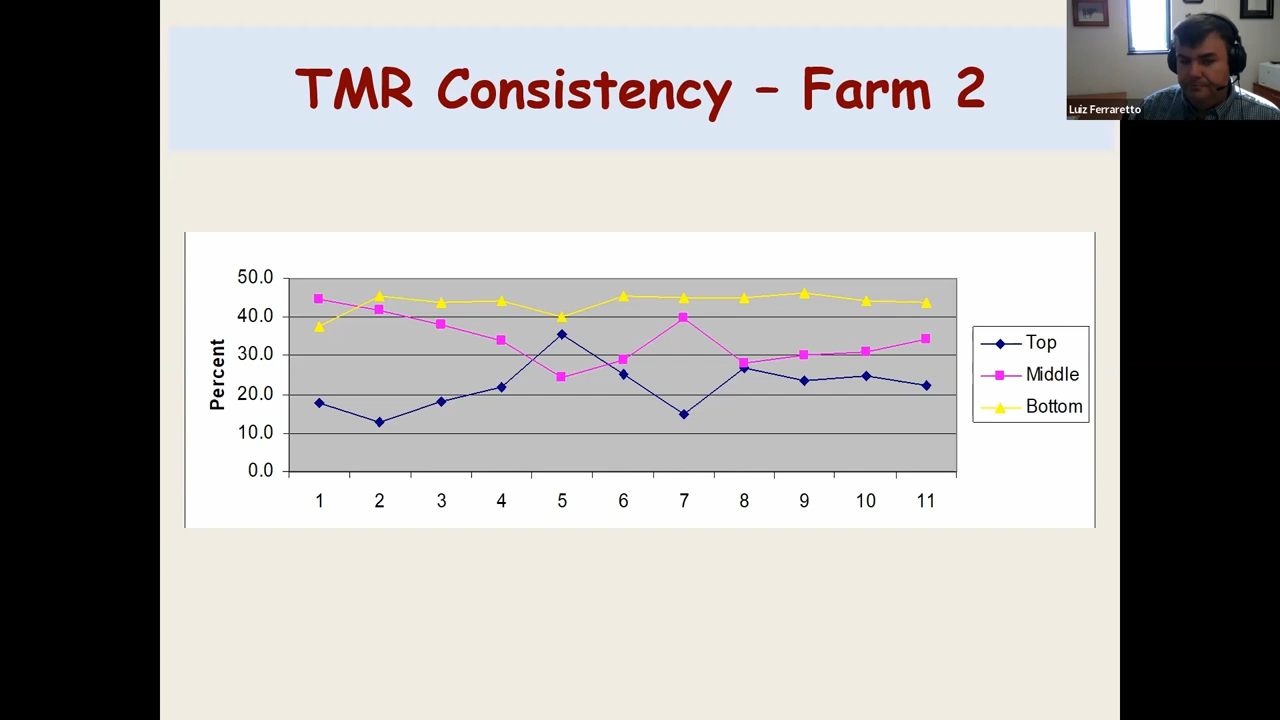 TMR Consistency – Farm 2
Luiz Ferraretto
50.0
40.0
30.0
20.0
10.0
0.0
Percent
1 2 3 4 5 6 7 8 9 10 11
Top
Middle
Bottom